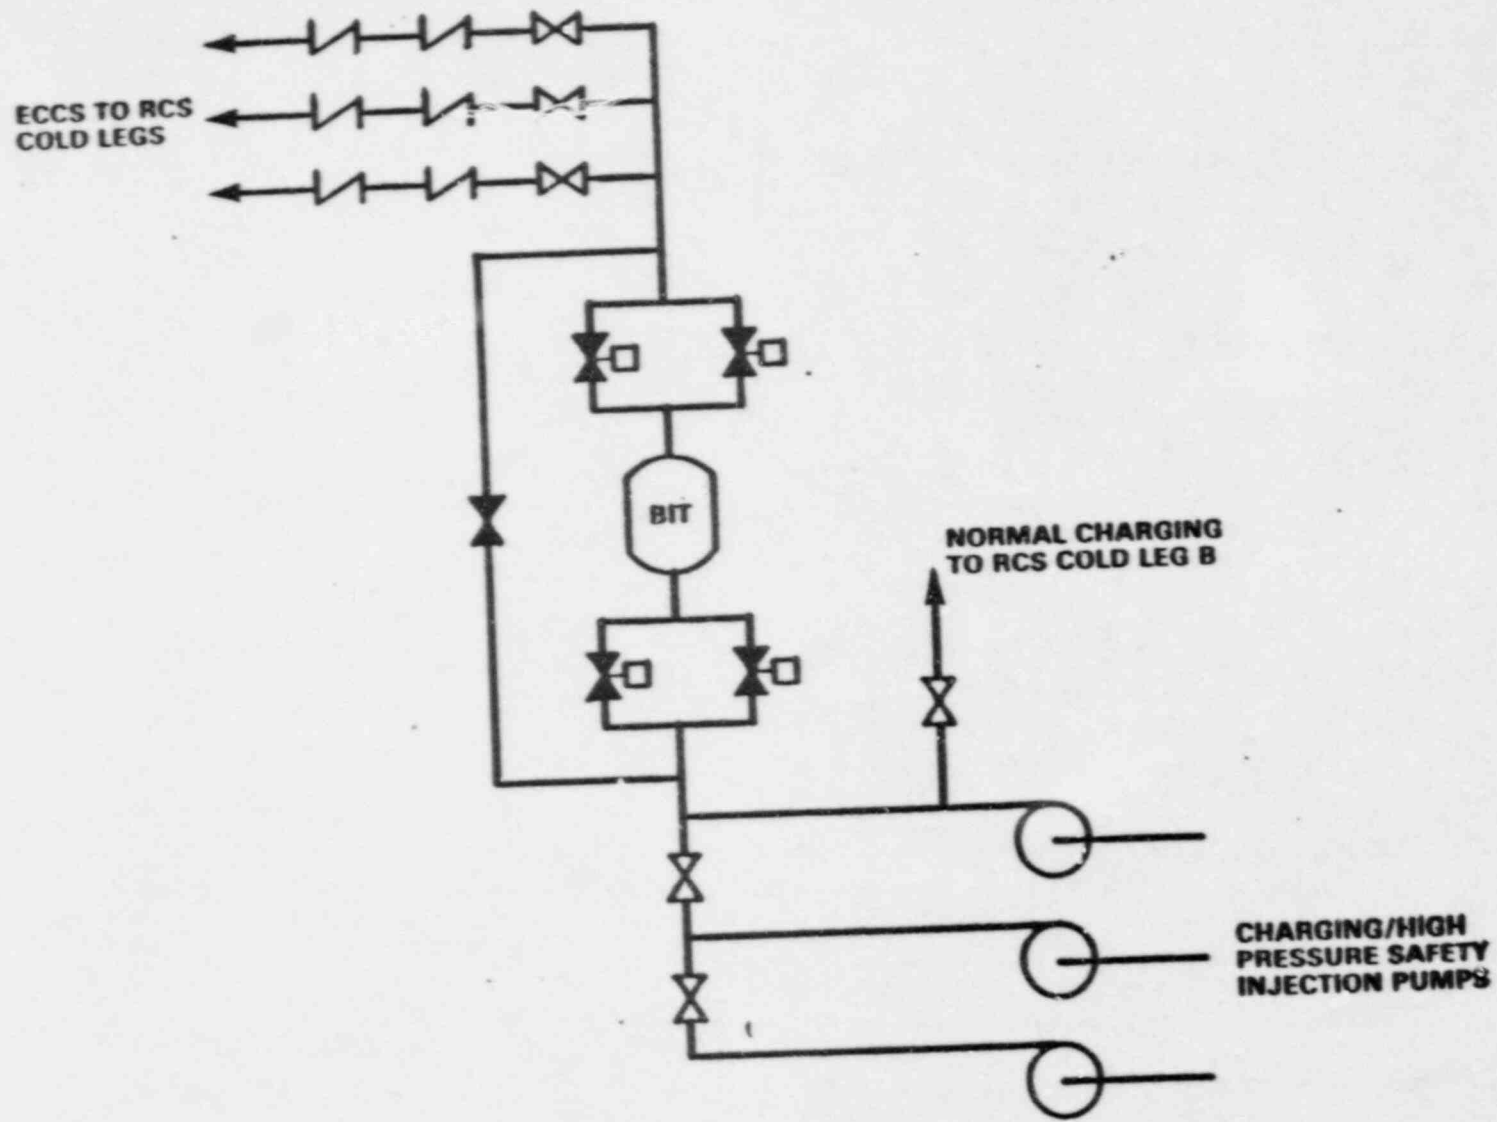 ECCS TO RCS
COLD LEGS
BIT
NORMAL CHARGING
TO RCS COLD LEG B
CHARGING/HIGH
PRESSURE SAFETY
INJECTION PUMPS